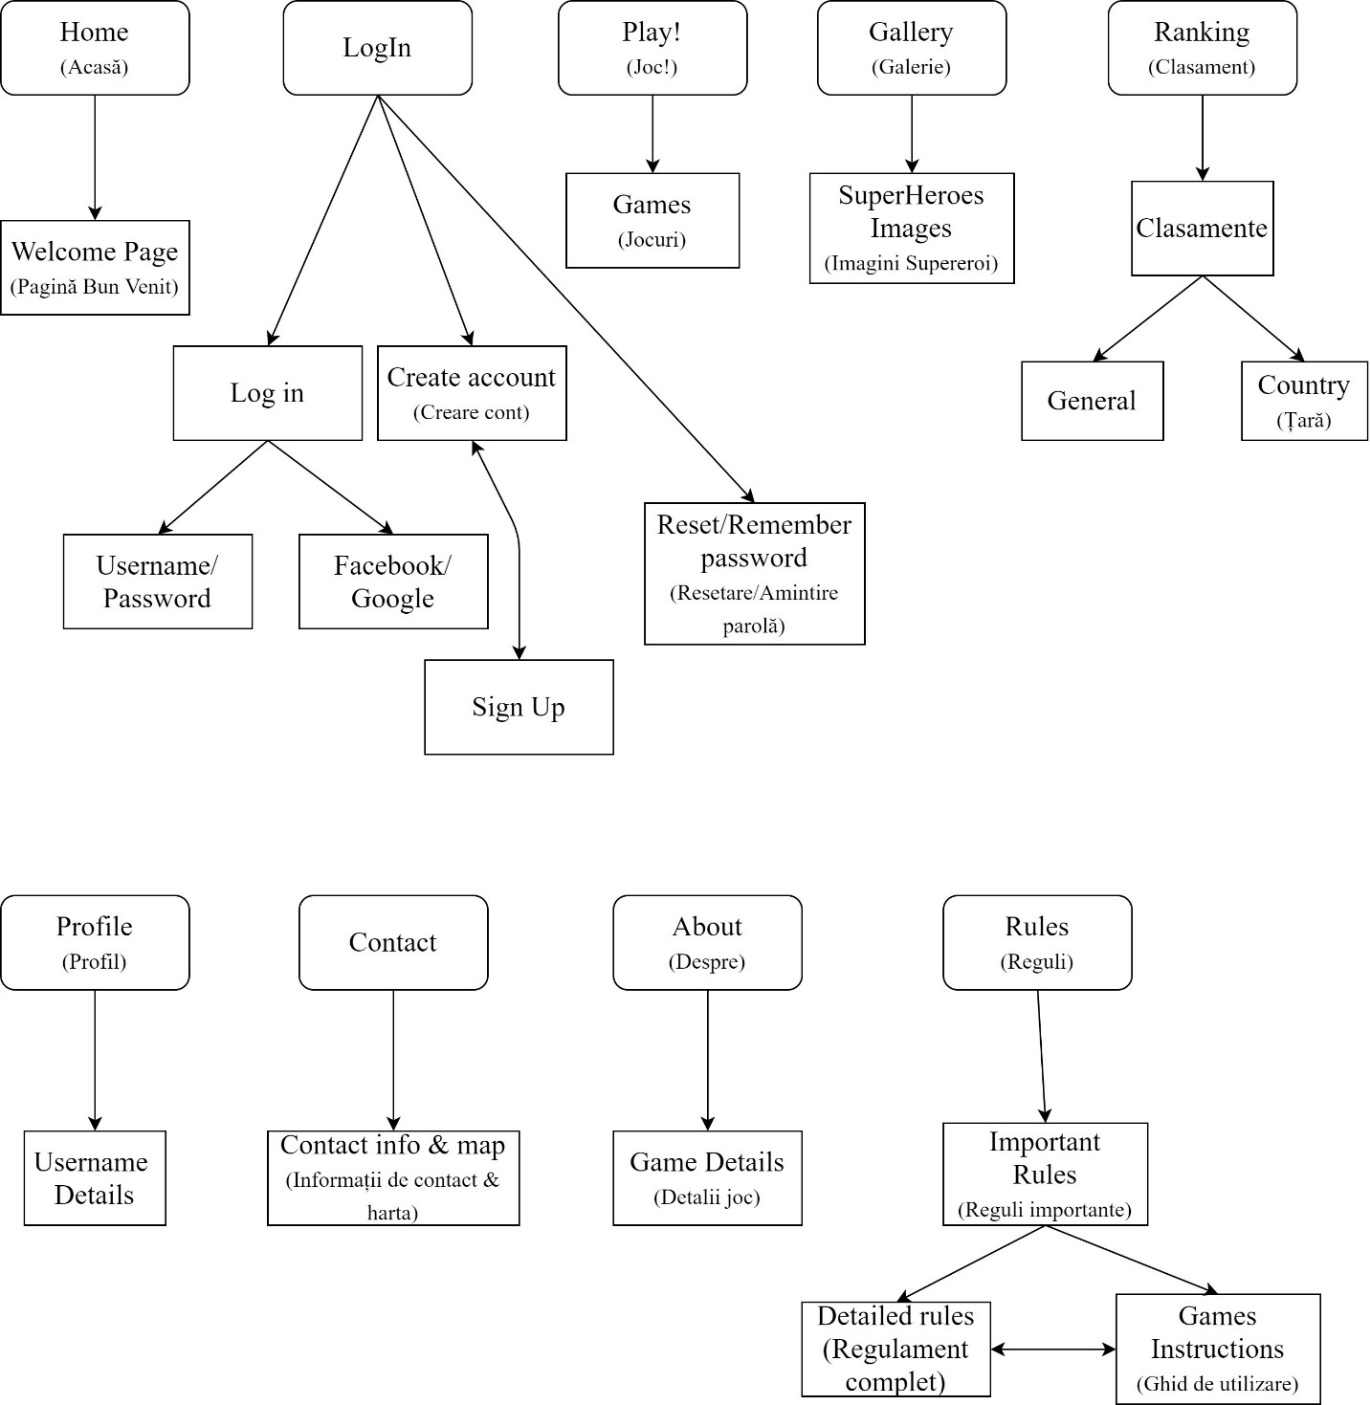 Home
(Acasă)
LogIn
Play!
(Joc!)
Gallery
(Galerie)
Ranking
(Clasament)
Welcome Page
(Pagină Bun Venit)
Games
(Jocuri)
SuperHeroes
Images
(Imagini Supereroi)
Clasamente
Log in
Create account
(Creare cont)
General
Country
(Țară)
Username/
Password
Facebook/
Google
Reset/Remember
password
(Resetare/Amintire
parolă)
Sign Up
Profile
(Profil)
Contact
About
(Despre)
Rules
(Reguli)
Username
Details
Contact info & map
(Informații de contact &
harta)
Game Details
(Detalii joc)
Important
Rules
(Reguli importante)
Detailed rules
(Regulament
complet)
Games
Instructions
(Ghid de utilizare)